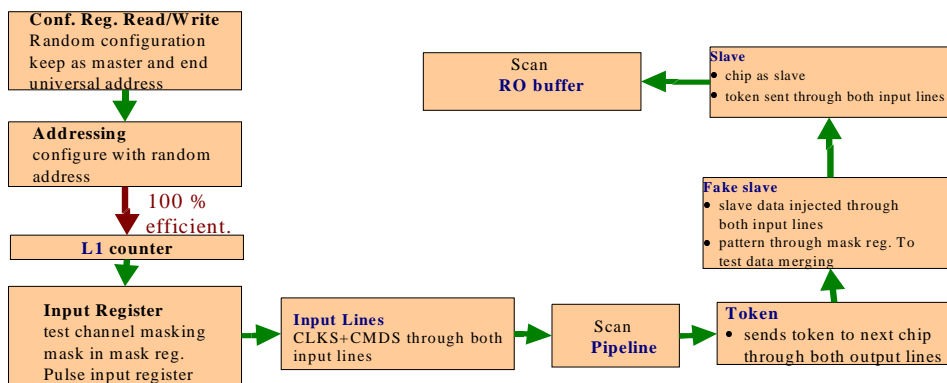 Conf. Reg. Read/Write
Random configuration
keep as master and end
universal address
Addressing
configure with random
address
100 %
efficient.
L1 counter
Input Register
test channel masking
mask in mask reg.
Pulse input register
Input Lines
CLKS+CMDS through both
input lines
Scan
Pipeline
Token
• sends token to next chip
through both output lines
Fake slave
• slave data injected through
both input lines
• pattern through mask reg. To
test data merging
Slave
• chip as slave
• token sent through both input lines
Scan
RO buffer